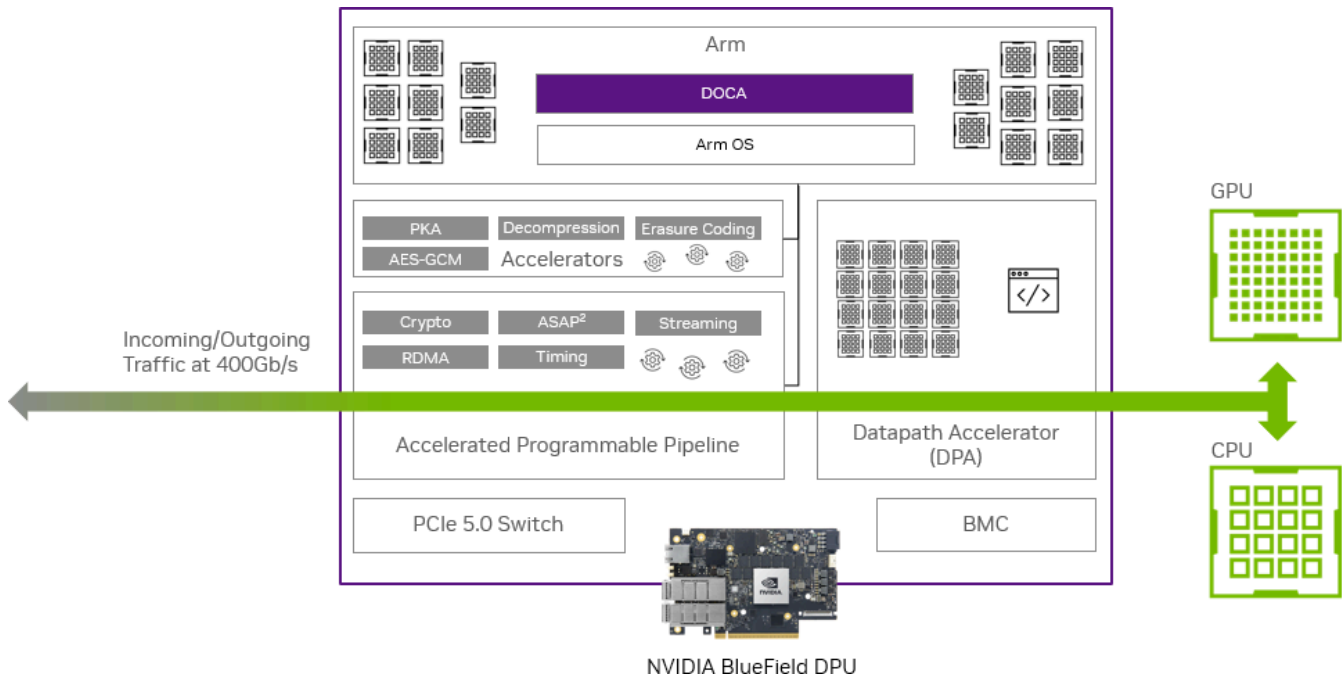 Arm
DOCA
Arm OS
PKA
Decompression
Erasure Coding
AES-GCM
Accelerators
Crypto
ASAP²
Streaming
RDMA
Timing
Incoming/Outgoing
Traffic at 400Gb/s
Accelerated Programmable Pipeline
Datapath Accelerator
(DPA)
</>
GPU
CPU
PCIe 5.0 Switch
BMC
NVIDIA
NVIDIA BlueField DPU